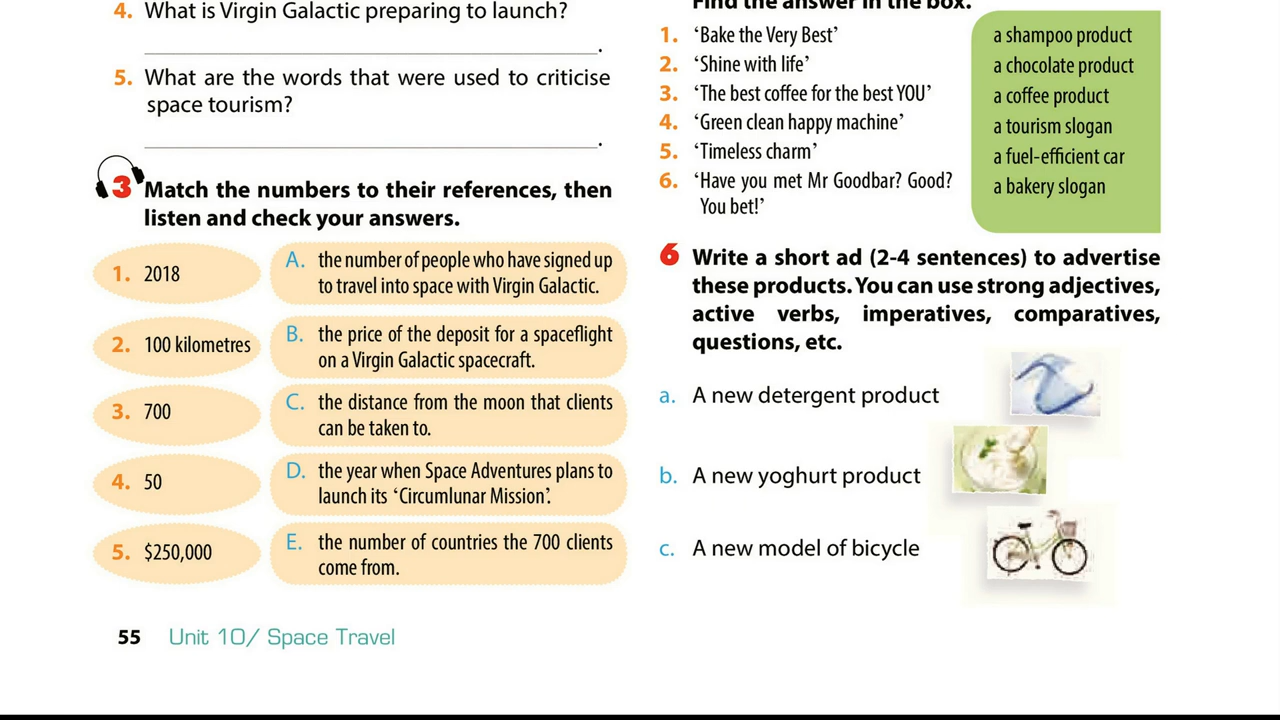 4. What is Virgin Galactic preparing to launch?
.
5. What are the words that were used to criticise
space tourism?
.
3 Match the numbers to their references, then
listen and check your answers.
1. 2018
2. 100 kilometres
3. 700
4. 50
5. $250,000
A. the number of people who have signed up
to travel into space with Virgin Galactic.
B. the price of the deposit for a spaceflight
on a Virgin Galactic spacecraft.
C. the distance from the moon that clients
can be taken to.
D. the year when Space Adventures plans to
launch its ‘Circumlunar Mission’.
E. the number of countries the 700 clients
come from.
55 Unit 10/ Space Travel
Find the answer in the box.
1. ‘Bake the Very Best’
2. ‘Shine with life’
3. ‘The best coffee for the best YOU’
4. ‘Green clean happy machine’
5. ‘Timeless charm’
6. ‘Have you met Mr Goodbar? Good?
You bet!’
a shampoo product
a chocolate product
a coffee product
a tourism slogan
a fuel-efficient car
a bakery slogan
6 Write a short ad (2-4 sentences) to advertise
these products. You can use strong adjectives,
active verbs, imperatives, comparatives,
questions, etc.
a. A new detergent product
b. A new yoghurt product
c. A new model of bicycle